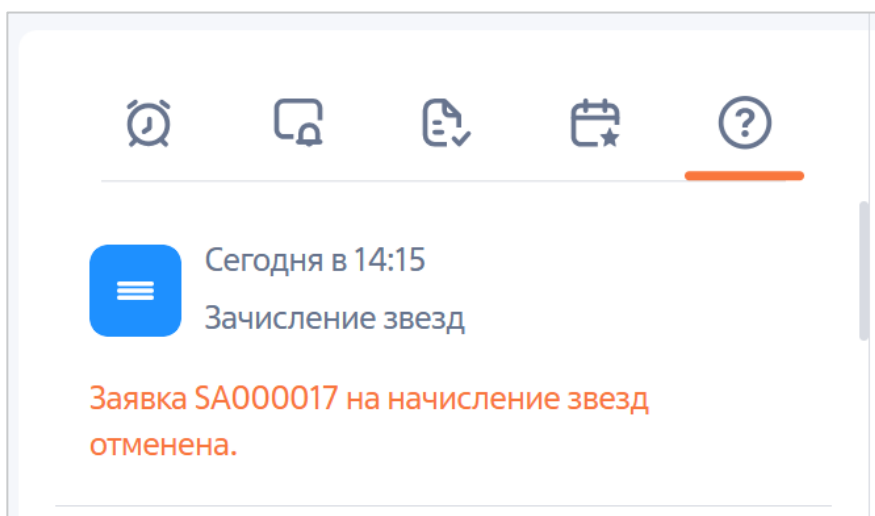 Сегодня в 14:15
Зачисление звезд
Заявка SA000017 на начисление звезд
отменена.